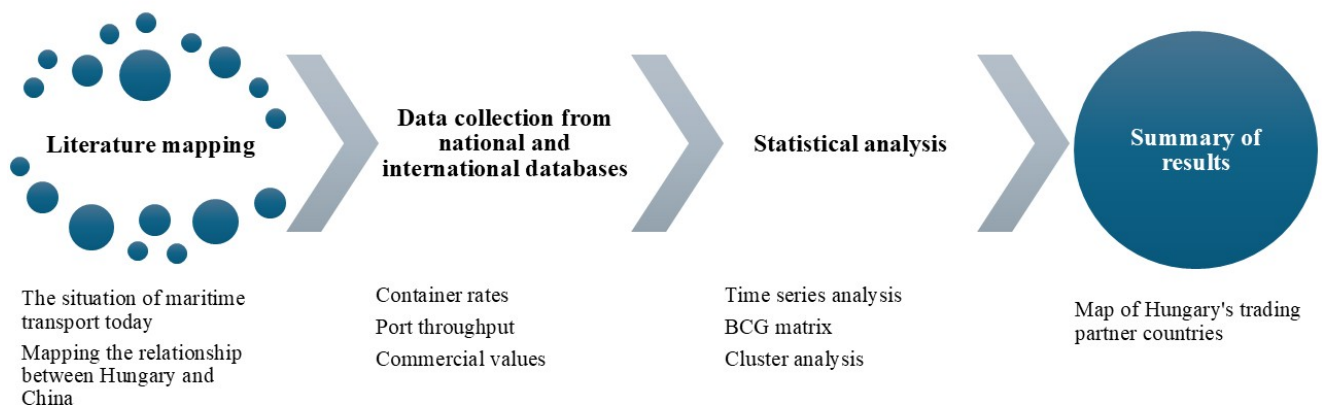 Literature mapping
The situation of maritime
transport today
Mapping the relationship
between Hungary and
China
Data collection from
national and
international databases
Container rates
Port throughput
Commercial values
Statistical analysis
Time series analysis
BCG matrix
Cluster analysis
Summary of
results
Map of Hungary's trading
partner countries